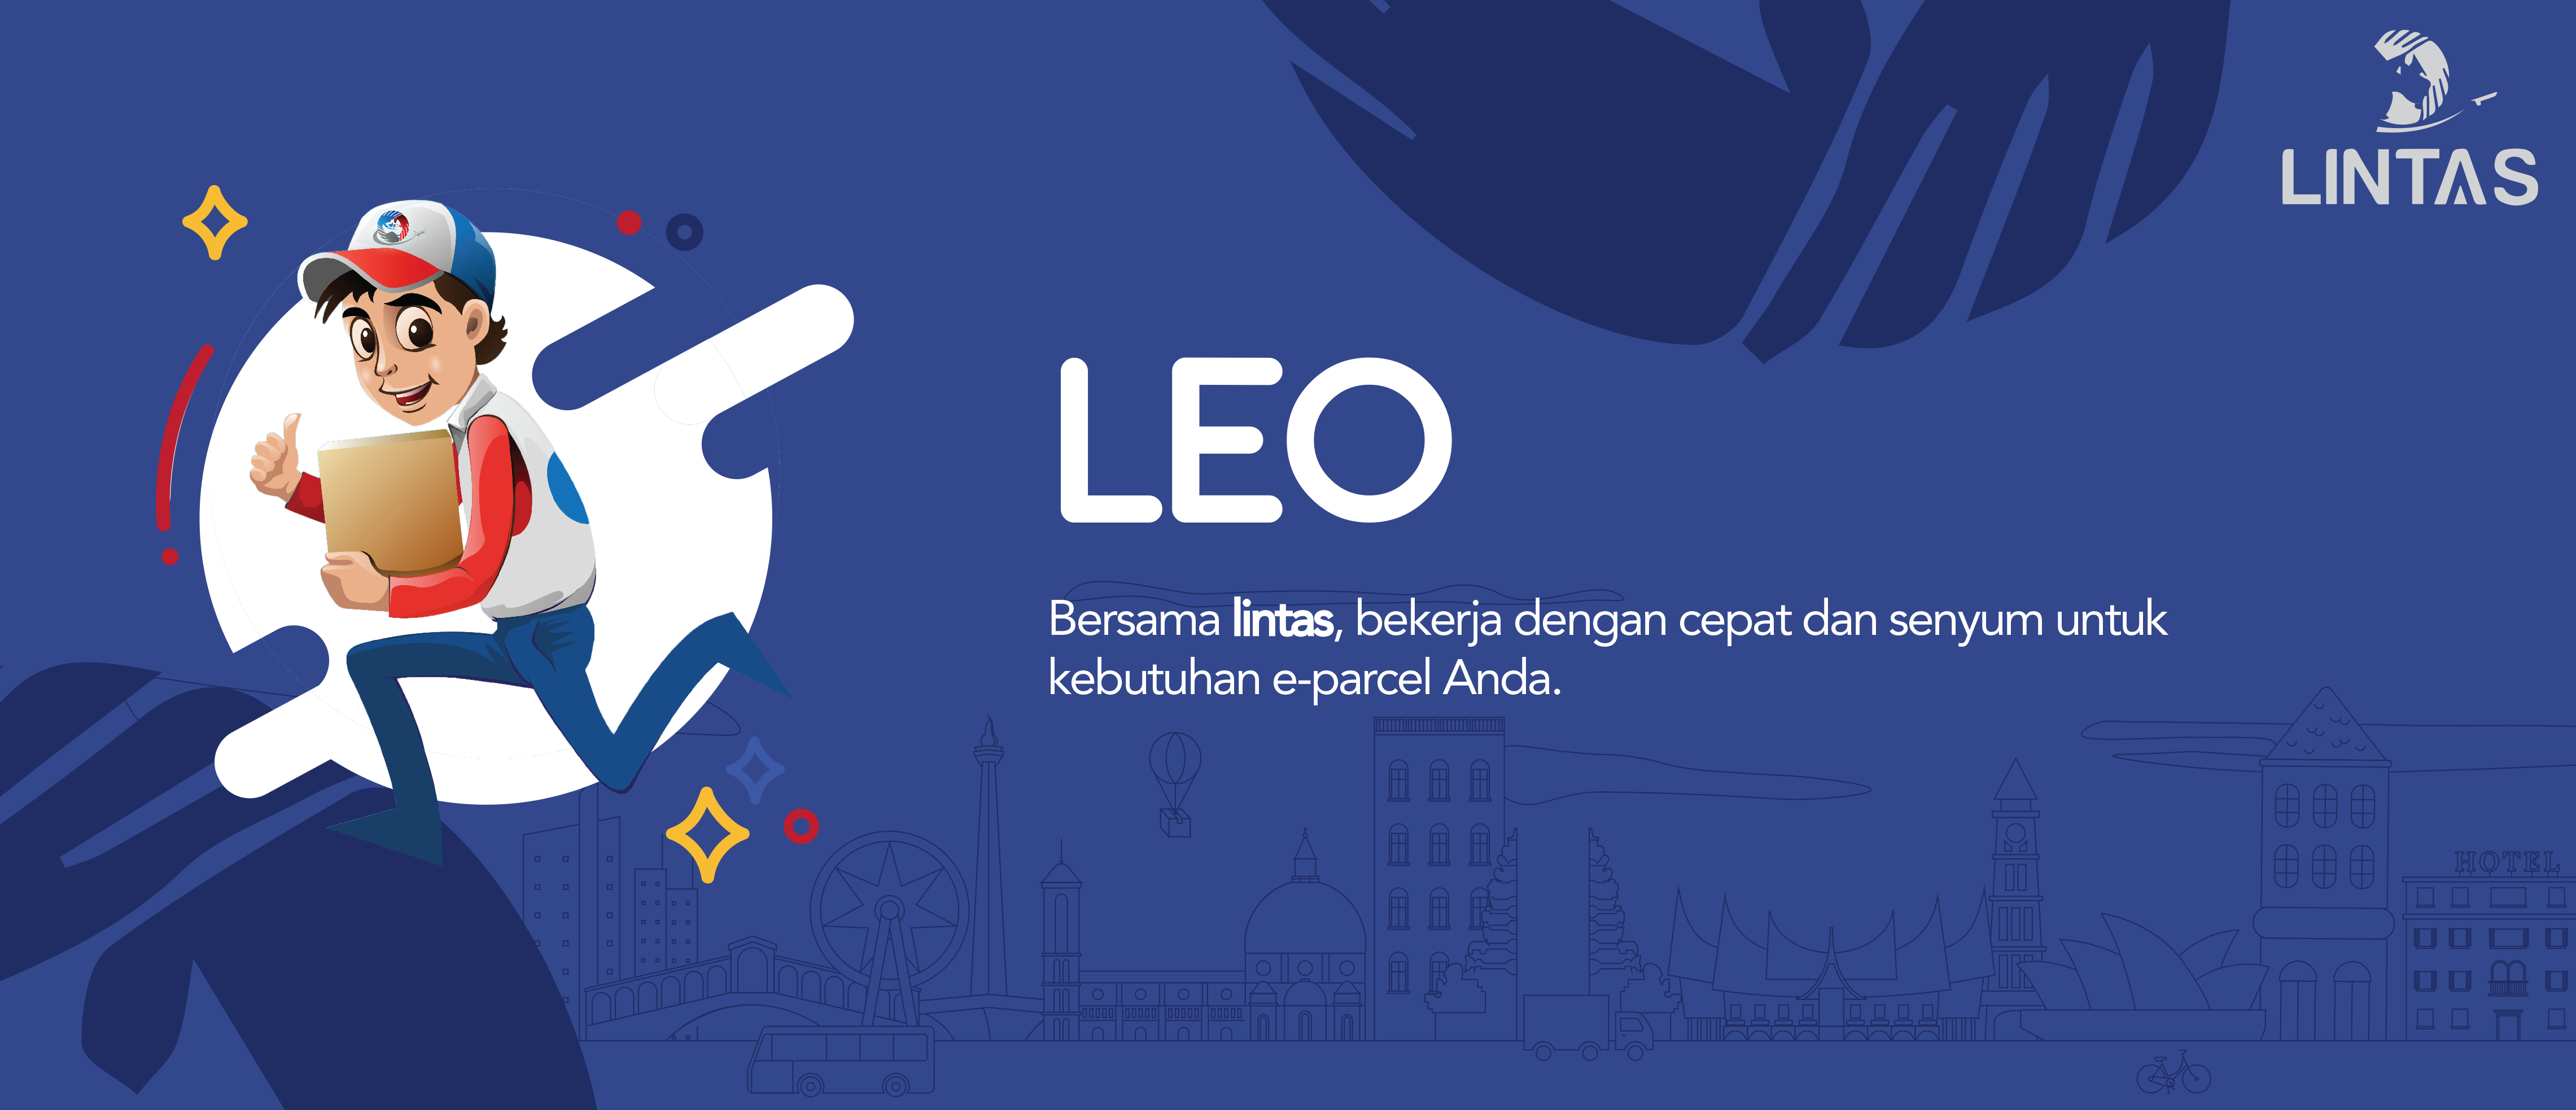 LINTAS
LEO
Bersama lintas, bekerja dengan cepat dan senyum untuk
kebutuhan e-parcel Anda.
HOTEL